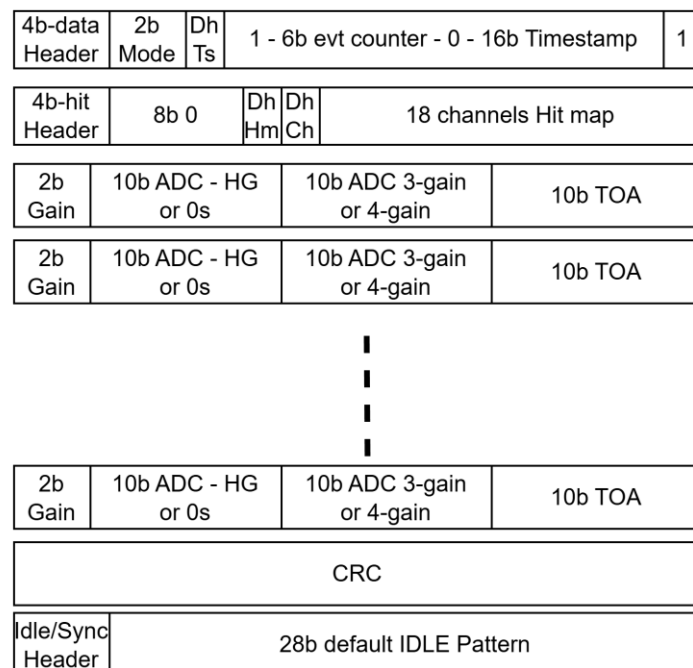 4b-data Header 2b Mode Dh Ts 1 - 6b evt counter - 0 - 16b Timestamp 1
4b-hit Header 8b 0 Dh Hm Dh Ch 18 channels Hit map
2b Gain 10b ADC - HG or 0s 10b ADC 3-gain or 4-gain 10b TOA
2b Gain 10b ADC - HG or 0s 10b ADC 3-gain or 4-gain 10b TOA
2b Gain 10b ADC - HG or 0s 10b ADC 3-gain or 4-gain 10b TOA
CRC
Idle/Sync Header 28b default IDLE Pattern